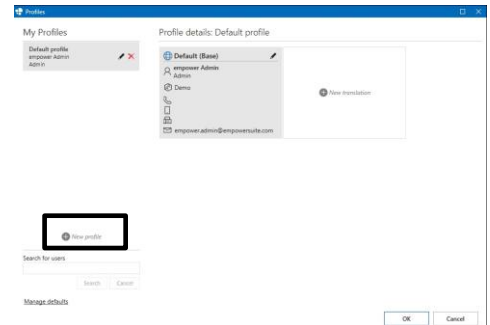 Profiles
My Profiles
Default profile
empower Admin
Admin
New profile
Search for users
Search Cancel
Manage defaults
Profile details: Default profile
Default (Base)
empower Admin
Admin
Demo
empower.admin@empowersuite.com
New translation
OK Cancel